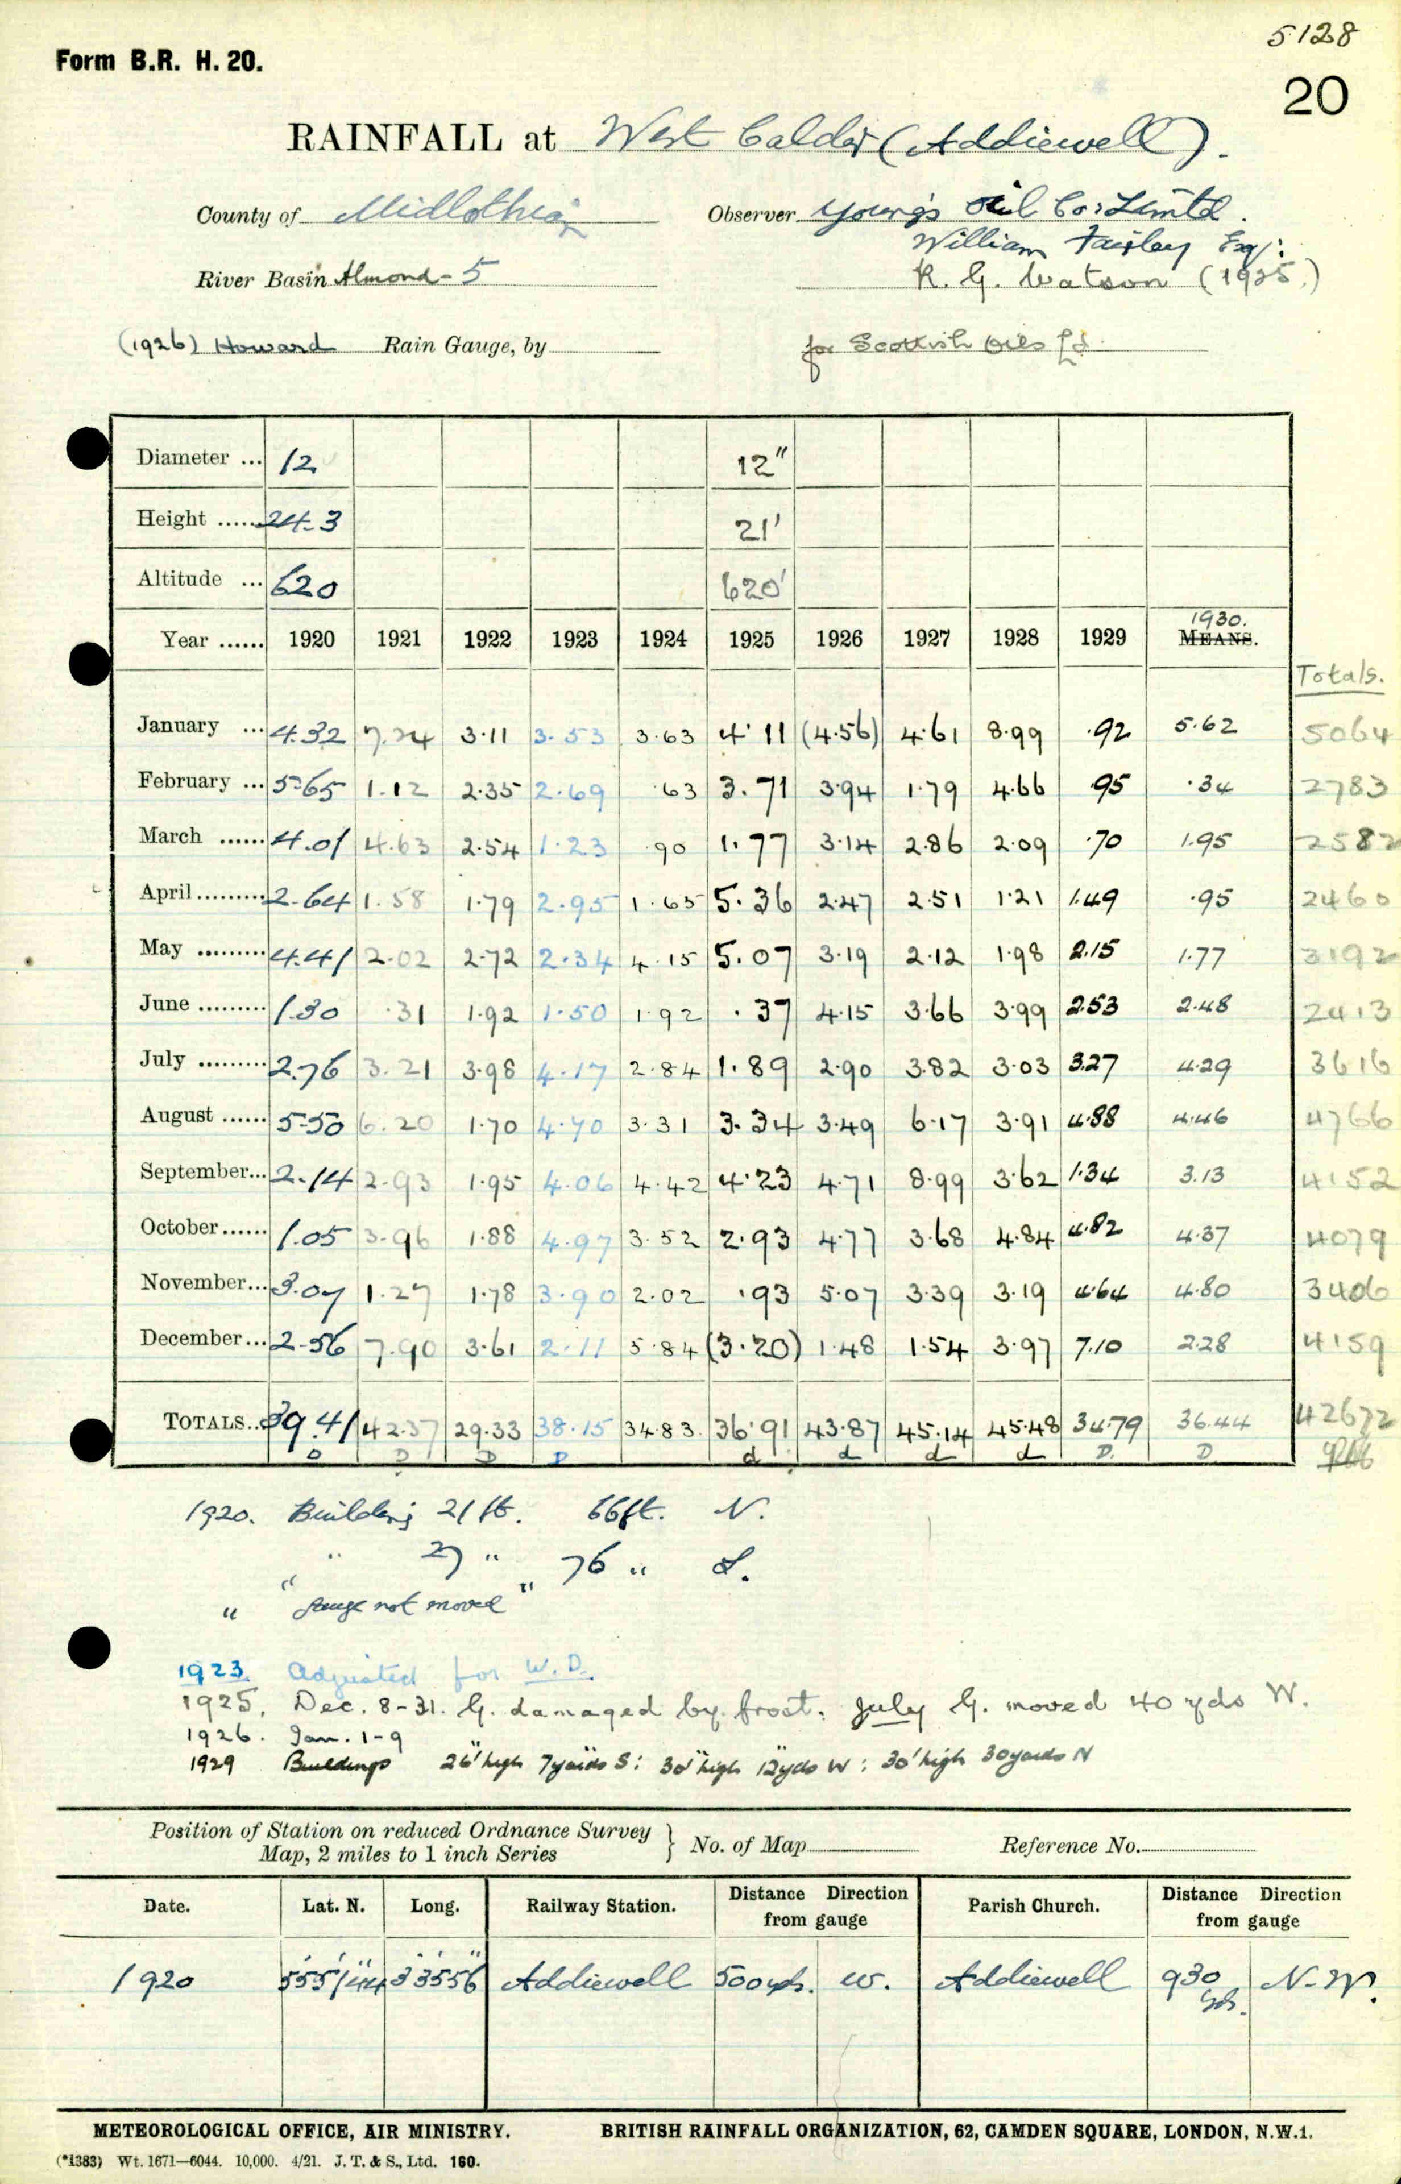 5128
Form B.R. H. 20.
20
RAINFALL at West Calder (Addiewell).
County of Midlothian Observer Young's Oil Co: Limtd.
William Fairley Esq:
River Basin Almond - 5 R. G. Watson (1925.)
(1926) Howard Rain Gauge, by for Scottish Oils Ld.
Diameter ... 12 12"
Height ...... 24.3 21'
Altitude ... 620 620'
1930.
Year ...... 1920 1921 1922 1923 1924 1925 1926 1927 1928 1929 MEANS.
Totals.
January ... 4.32 7.24 3.11 3.53 3.63 4.11 (4.56) 4.61 8.99 .92 5.62 5064
February ... 5.65 1.12 2.35 2.69 .63 3.71 3.94 1.79 4.66 .95 .34 2783
March ...... 4.01 4.63 2.54 1.23 .90 1.77 3.14 2.86 2.09 .70 1.95 2582
April ......... 2.64 1.58 1.79 2.95 1.65 5.36 2.47 2.51 1.21 1.49 .95 2460
May ......... 4.41 2.02 2.72 2.34 4.15 5.07 3.19 2.12 1.98 2.15 1.77 3192
June ......... 1.30 .31 1.92 1.50 1.92 .37 4.15 3.66 3.99 2.53 2.48 2413
July ......... 2.76 3.21 3.98 4.17 2.84 1.89 2.90 3.82 3.03 3.27 4.29 3616
August ...... 5.50 6.20 1.70 4.70 3.31 3.34 3.49 6.17 3.91 4.88 4.46 4766
September... 2.14 2.93 1.95 4.06 4.42 4.23 4.71 8.99 3.62 1.34 3.13 4152
October...... 1.05 3.96 1.88 4.97 3.52 2.93 4.77 3.68 4.84 4.82 4.37 4079
November... 3.07 1.27 1.78 3.90 2.02 .93 5.07 3.39 3.19 4.64 4.80 3406
December... 2.56 7.90 3.61 2.11 5.84 (3.20) 1.48 1.54 3.97 7.10 2.28 4159
TOTALS... 39.41 42.37 29.33 38.15 34.83 36.91 43.87 45.14 45.48 34.79 36.44 42672
D D D D d d d d D. D
1920. Building 21 ft. 66ft. N.
" 27 " 76 " S.
" "gauge not moved"
1923 Adjusted for W.D.
1925. Dec. 8-31. G. damaged by frost. July G. moved 40 yds W.
1926. Jan. 1-9
1929 Buildings 26' high 7 yards S: 30' high 12 yds W: 30' high 30 yards N
Position of Station on reduced Ordnance Survey
Map, 2 miles to 1 inch Series } No. of Map Reference No.
Date. Lat. N. Long. Railway Station. Distance Direction from gauge Parish Church. Distance Direction from gauge
1920 55°51'44" 3°35'56" Addiewell 500 yds. W. Addiewell 930 yds. N-W.
METEOROLOGICAL OFFICE, AIR MINISTRY. BRITISH RAINFALL ORGANIZATION, 62, CAMDEN SQUARE, LONDON, N.W.1.
(*1383) Wt. 1671—6044. 10,000. 4/21. J. T. & S., Ltd. 160.